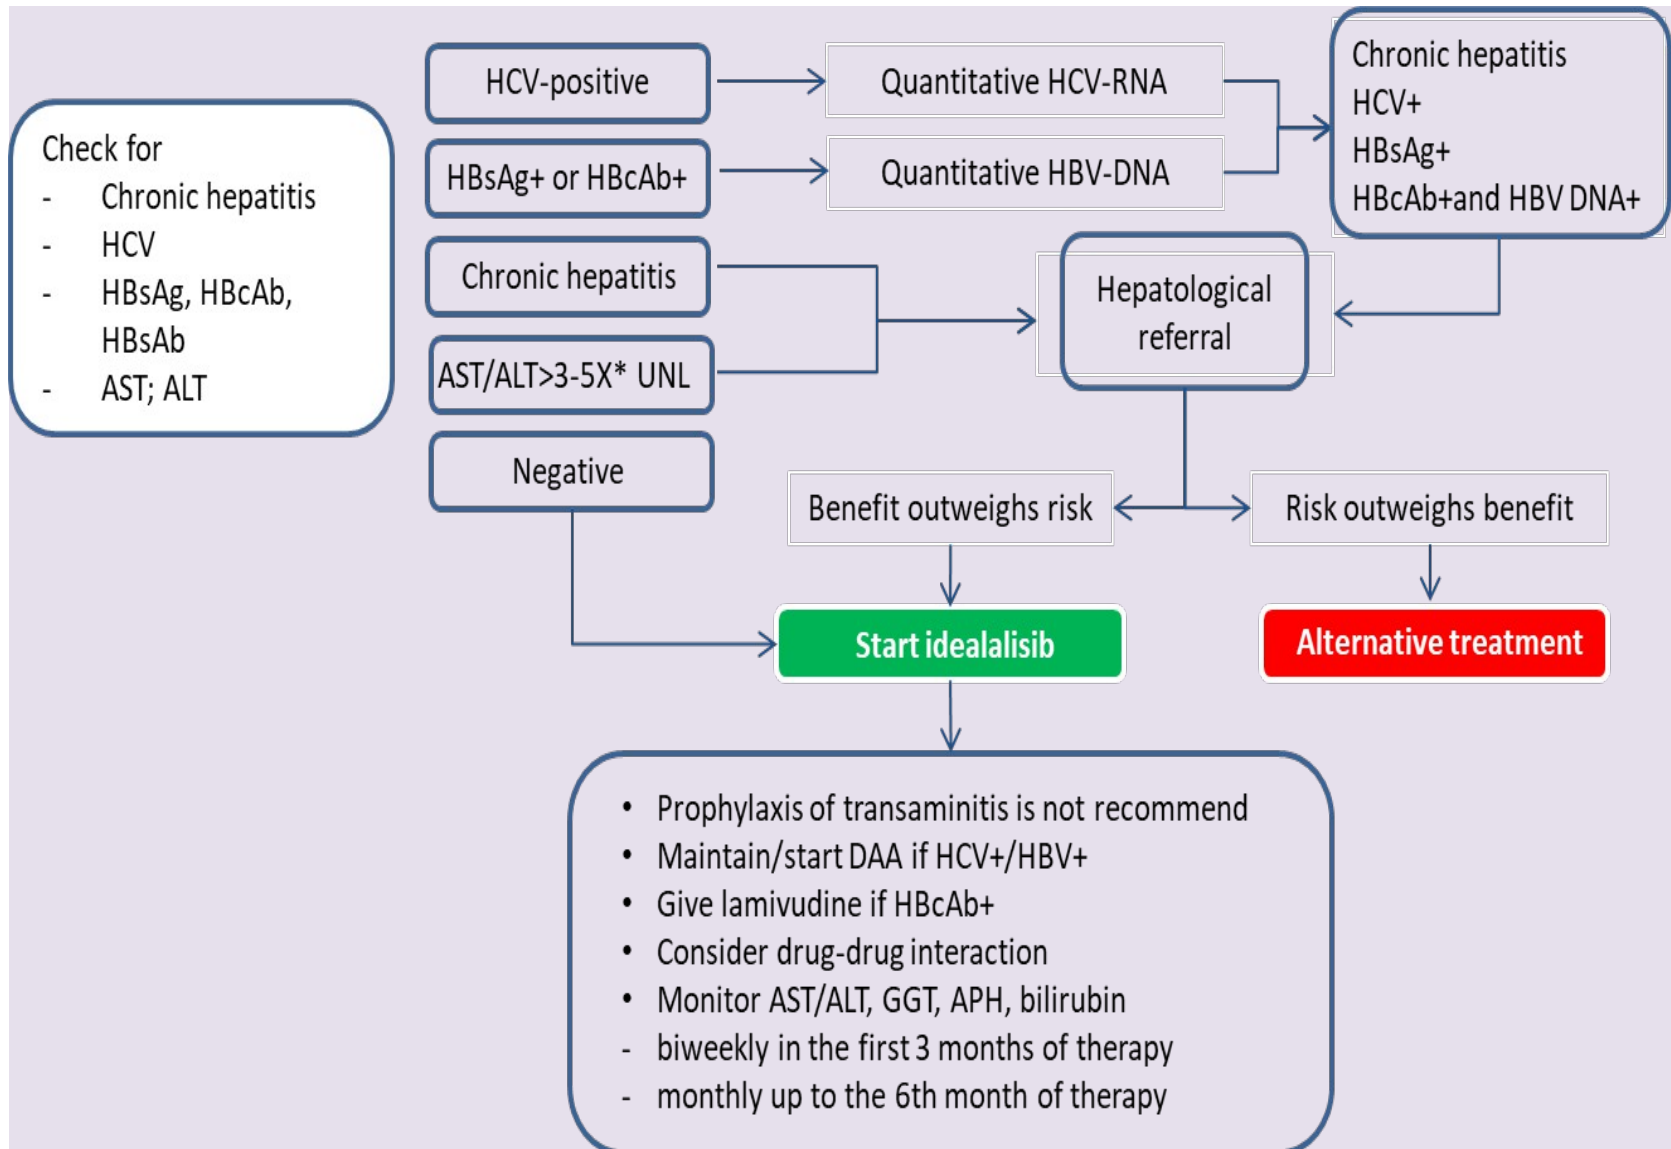 Check for
- Chronic hepatitis
- HCV
- HBsAg, HBcAb,
HBsAb
- AST; ALT
HCV-positive
HBsAg+ or HBcAb+
Chronic hepatitis
AST/ALT>3-5X* UNL
Negative
Quantitative HCV-RNA
Quantitative HBV-DNA
Chronic hepatitis
HCV+
HBsAg+
HBcAb+and HBV DNA+
Hepatological
referral
Benefit outweighs risk
Risk outweighs benefit
Start idealalisib
Alternative treatment
• Prophylaxis of transaminitis is not recommend
• Maintain/start DAA if HCV+/HBV+
• Give lamivudine if HBcAb+
• Consider drug-drug interaction
• Monitor AST/ALT, GGT, APH, bilirubin
- biweekly in the first 3 months of therapy
- monthly up to the 6th month of therapy